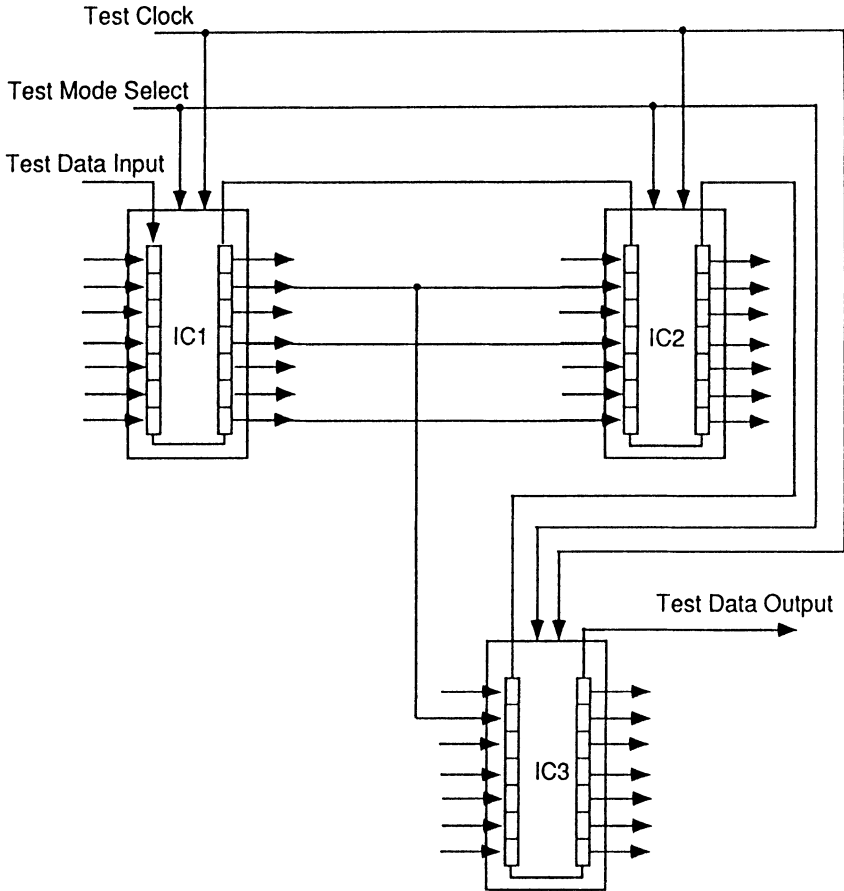 Test Clock
Test Mode Select
Test Data Input
IC1
IC2
Test Data Output
IC3